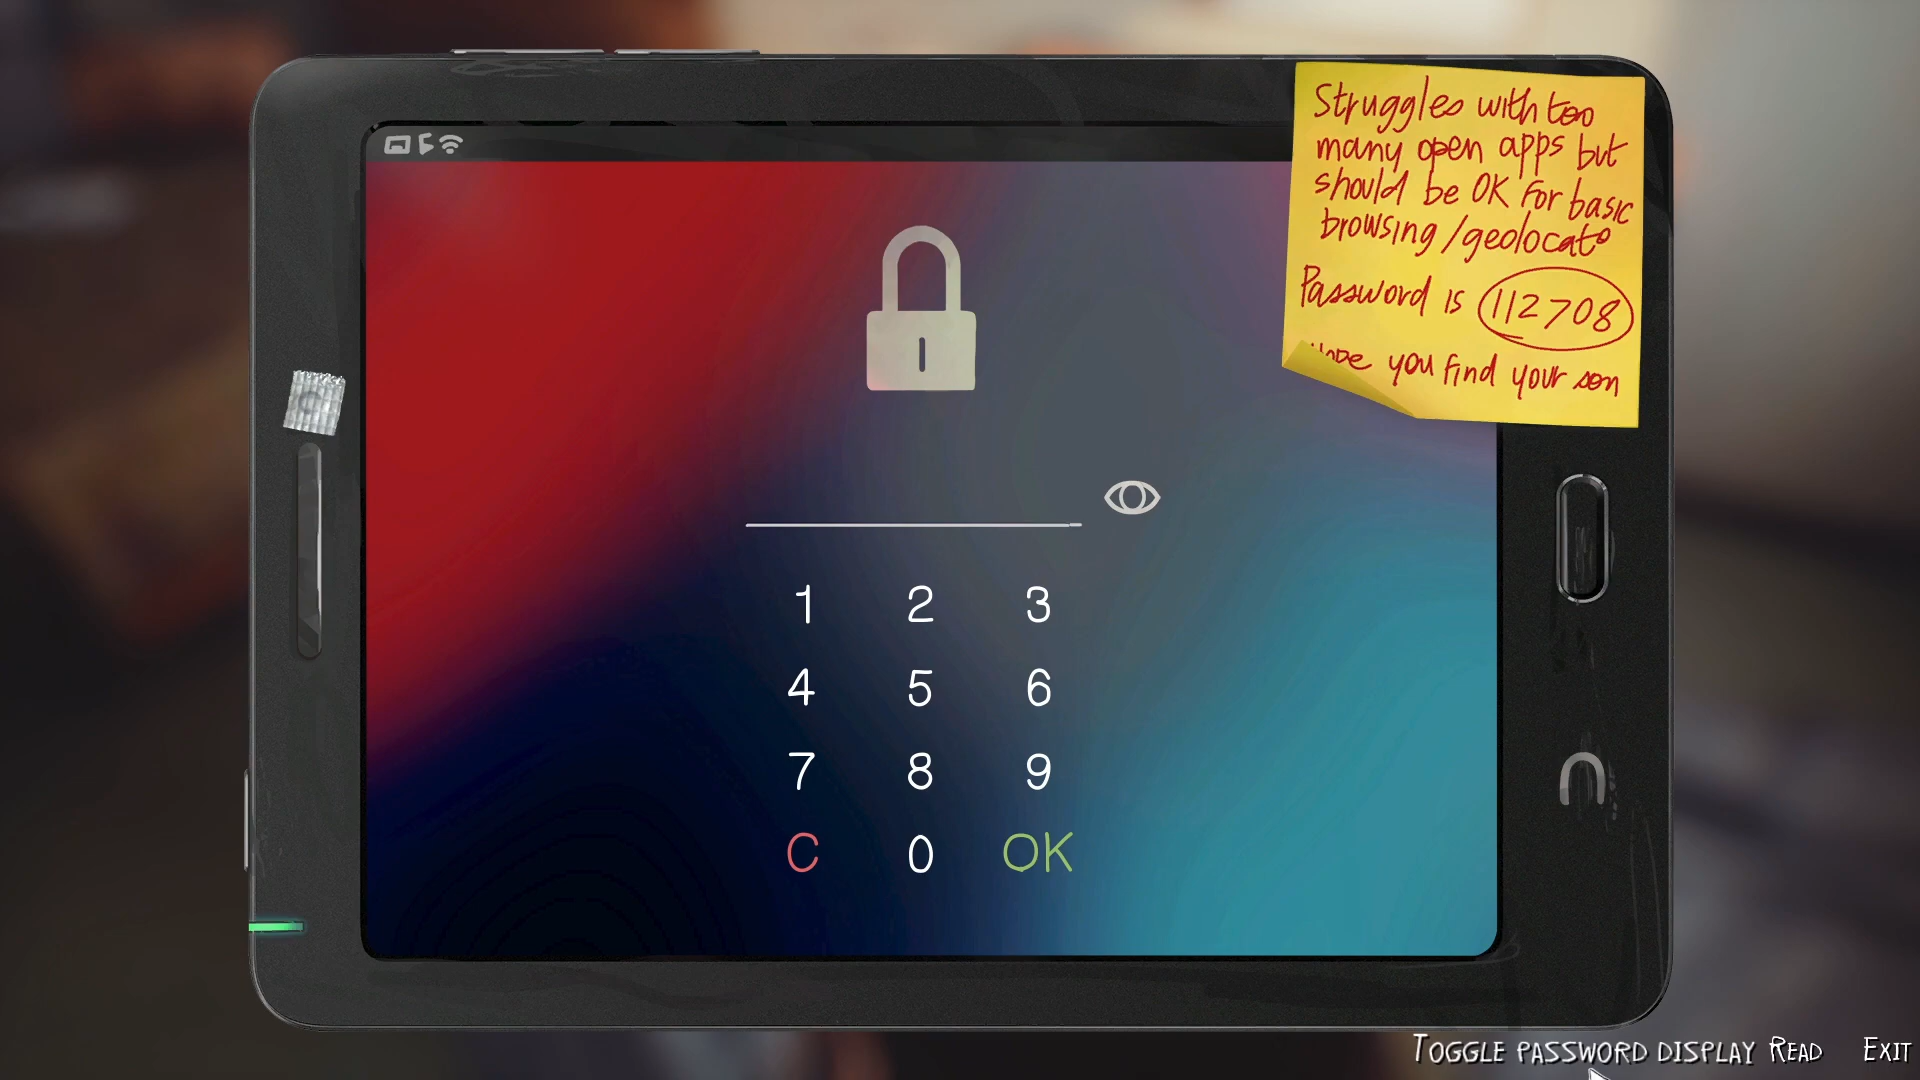 Struggles with too
many open apps but
should be OK for basic
browsing/geolocate
Password is 112708
Hope you find your son
1 2 3
4 5 6
7 8 9
C 0 OK
TOGGLE PASSWORD DISPLAY READ EXIT